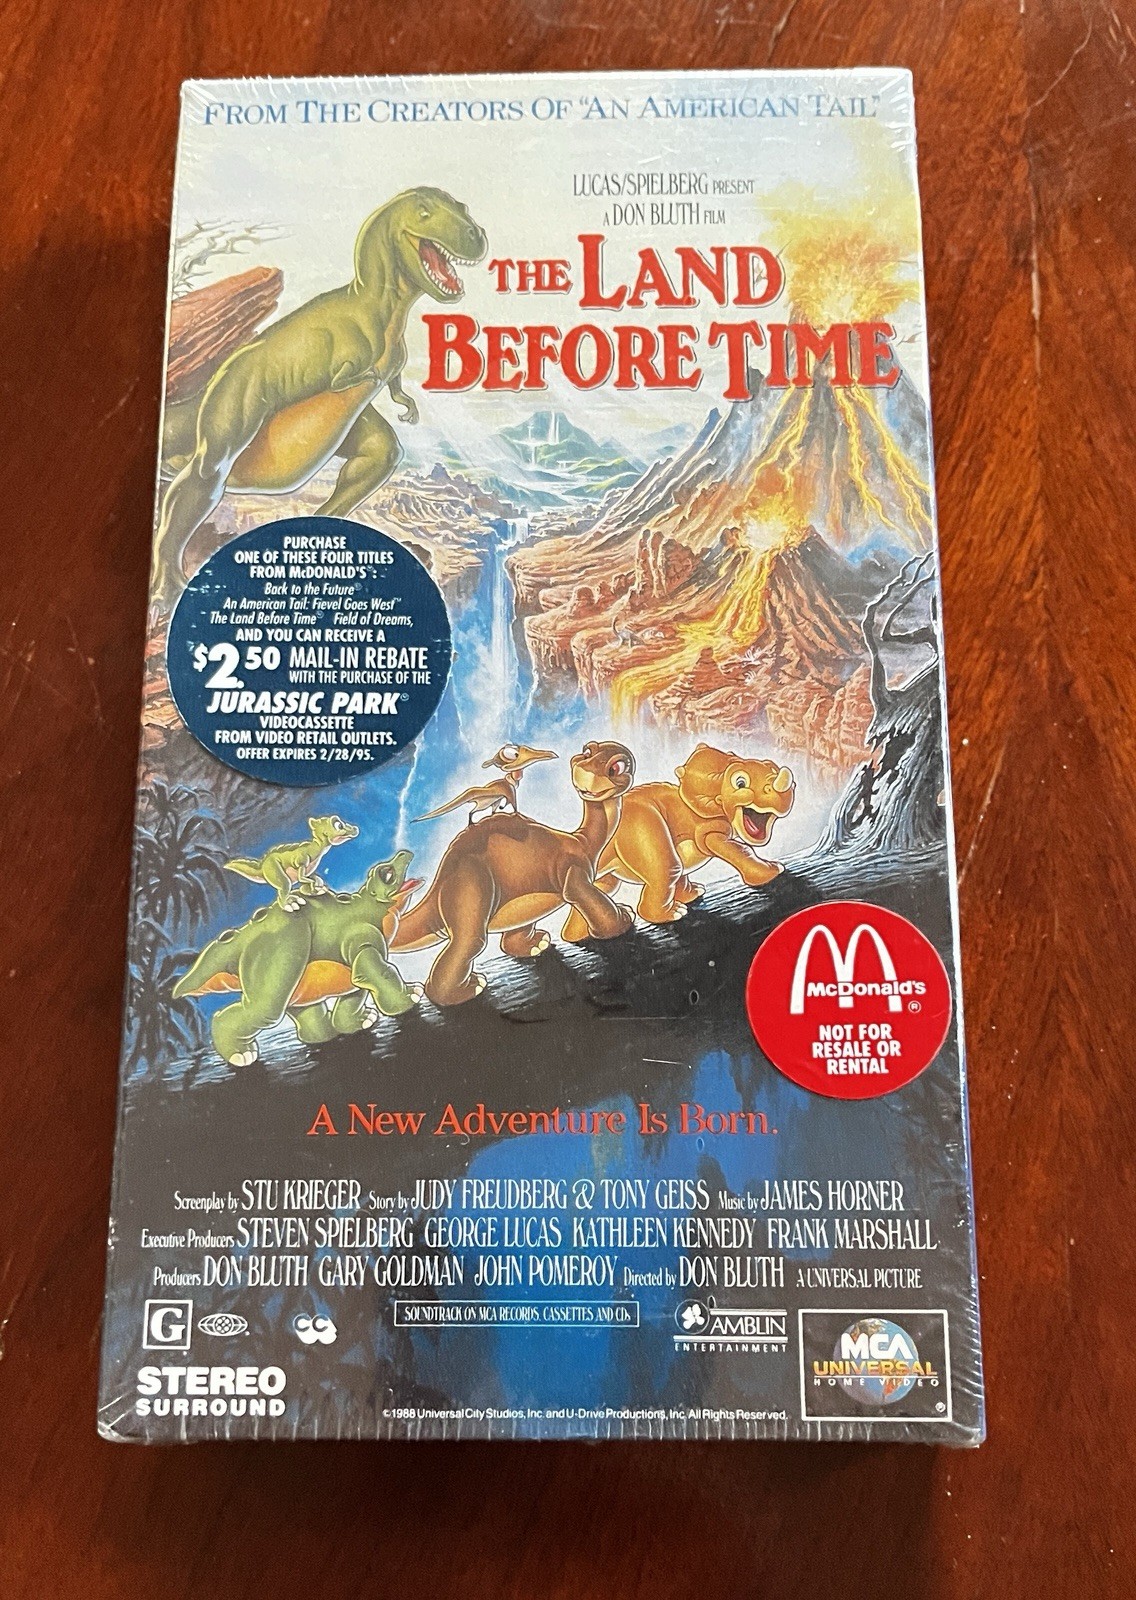 FROM THE CREATORS OF "AN AMERICAN TAIL"
LUCAS/SPIELBERG PRESENT
A DON BLUTH FILM
THE LAND
BEFORE TIME
PURCHASE
ONE OF THESE FOUR TITLES
FROM McDONALD'S™:
Back to the Future®
An American Tail: Fievel Goes West™
The Land Before Time® Field of Dreams,
AND YOU CAN RECEIVE A
$2.50 MAIL-IN REBATE
WITH THE PURCHASE OF THE
JURASSIC PARK®
VIDEOCASSETTE
FROM VIDEO RETAIL OUTLETS.
OFFER EXPIRES 2/28/95.
McDonald's ®
NOT FOR
RESALE OR
RENTAL
A New Adventure Is Born.
Screenplay by STU KRIEGER Story by JUDY FREUDBERG & TONY GEISS Music by JAMES HORNER
Executive Producers STEVEN SPIELBERG GEORGE LUCAS KATHLEEN KENNEDY FRANK MARSHALL
Producers DON BLUTH GARY GOLDMAN JOHN POMEROY Directed by DON BLUTH A UNIVERSAL PICTURE
G
CC
SOUNDTRACK ON MCA RECORDS, CASSETTES AND CDs
AMBLIN
ENTERTAINMENT
MCA
UNIVERSAL
HOME VIDEO
®
STEREO
SURROUND
©1988 Universal City Studios, Inc. and U-Drive Productions, Inc. All Rights Reserved.